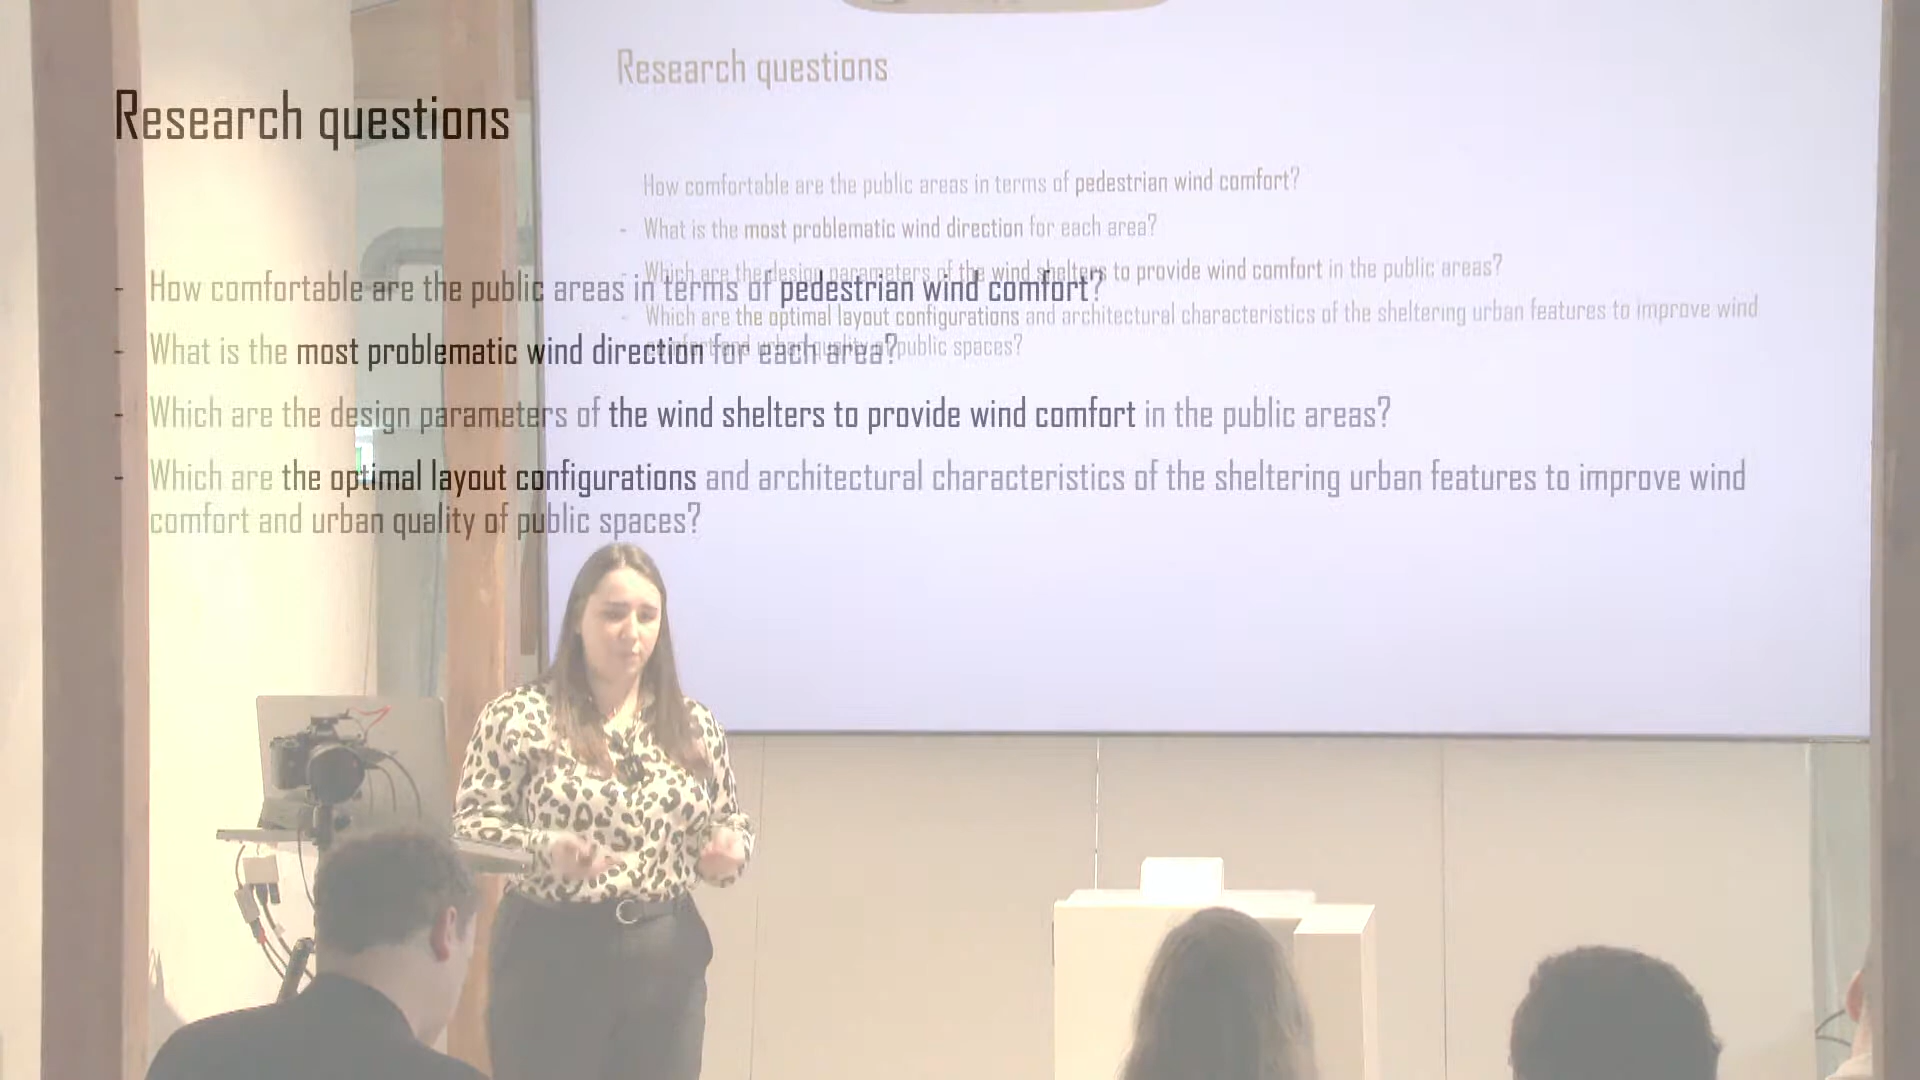 Research questions
- How comfortable are the public areas in terms of pedestrian wind comfort?
- What is the most problematic wind direction for each area?
- Which are the design parameters of the wind shelters to provide wind comfort in the public areas?
- Which are the optimal layout configurations and architectural characteristics of the sheltering urban features to improve wind
comfort and urban quality of public spaces?
Research questions
How comfortable are the public areas in terms of pedestrian wind comfort?
- What is the most problematic wind direction for each area?
- Which are the design parameters of the wind shelters to provide wind comfort in the public areas?
- Which are the optimal layout configurations and architectural characteristics of the sheltering urban features to improve wind
comfort and urban quality of public spaces?